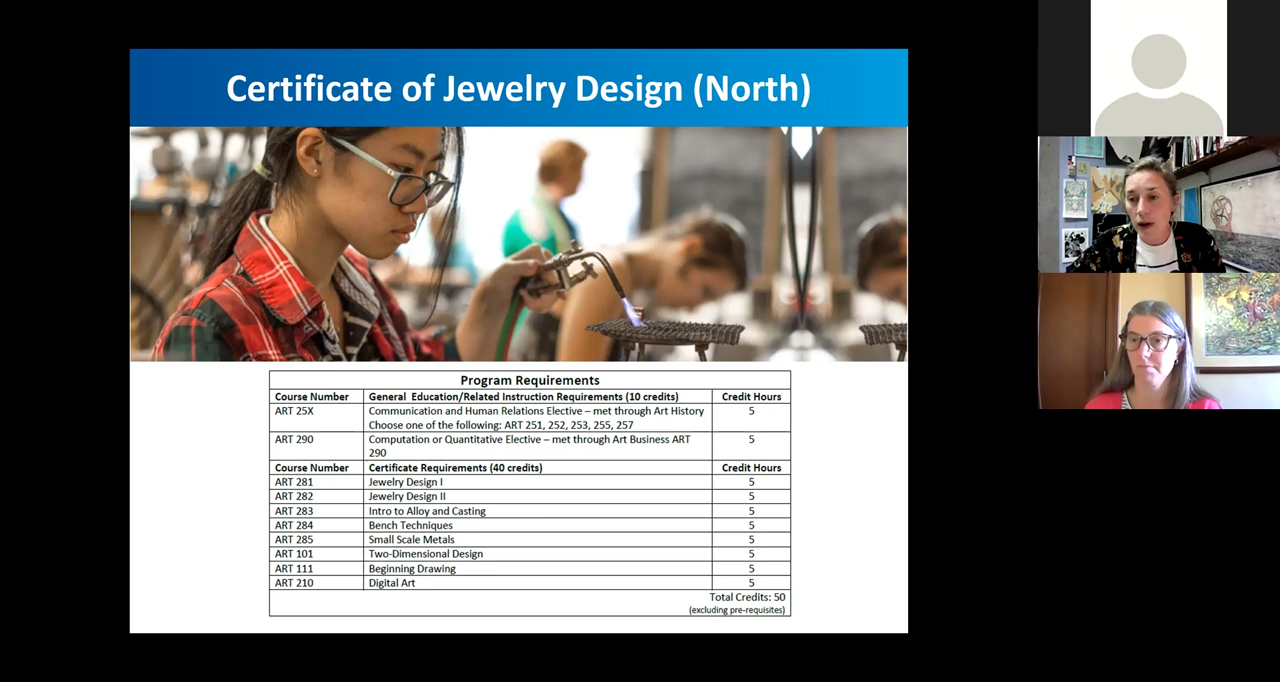 Certificate of Jewelry Design (North)
Program Requirements
Course Number General Education/Related Instruction Requirements (10 credits) Credit Hours
ART 25X Communication and Human Relations Elective – met through Art History 5
Choose one of the following: ART 251, 252, 253, 255, 257
ART 290 Computation or Quantitative Elective – met through Art Business ART 5
290
Course Number Certificate Requirements (40 credits) Credit Hours
ART 281 Jewelry Design I 5
ART 282 Jewelry Design II 5
ART 283 Intro to Alloy and Casting 5
ART 284 Bench Techniques 5
ART 285 Small Scale Metals 5
ART 101 Two-Dimensional Design 5
ART 111 Beginning Drawing 5
ART 210 Digital Art 5
Total Credits: 50
(excluding pre-requisites)